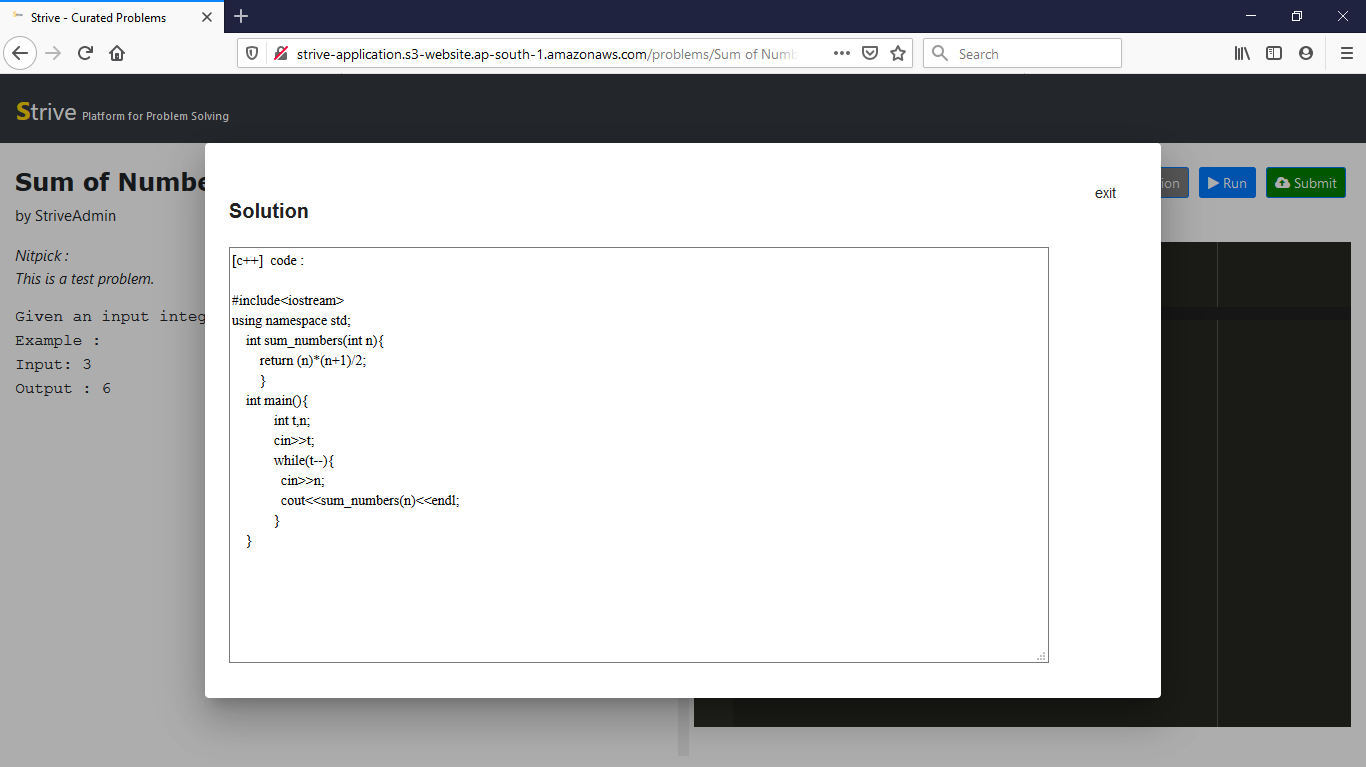 Strive - Curated Problems
strive-application.s3-website.ap-south-1.amazonaws.com/problems/Sum of Numb
Search
Strive Platform for Problem Solving
Sum of Numbe
by StriveAdmin
Nitpick :
This is a test problem.
Given an input integ
Example :
Input: 3
Output : 6
ion
Run
Submit
exit
Solution
[c++]  code :
#include<iostream>
using namespace std;
int sum_numbers(int n){
return (n)*(n+1)/2;
}
int main(){
int t,n;
cin>>t;
while(t--){
cin>>n;
cout<<sum_numbers(n)<<endl;
}
}